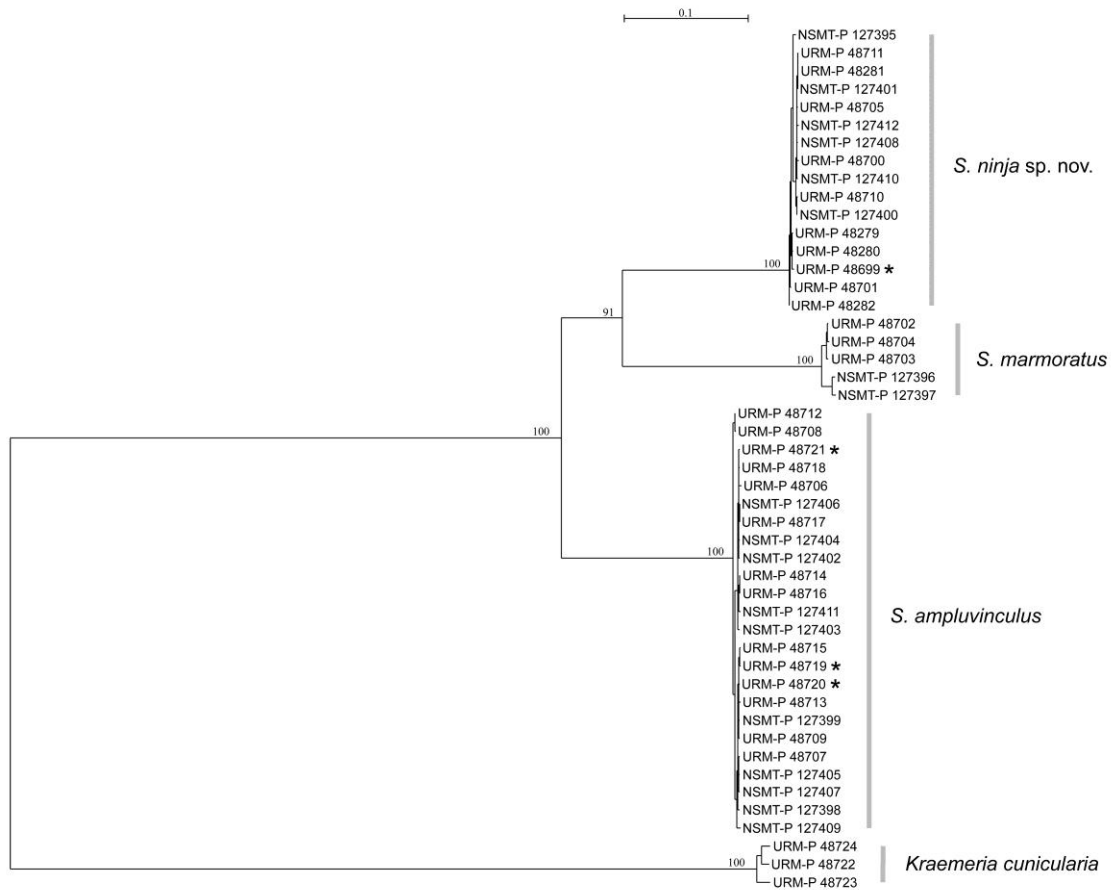 0.1
NSMT-P 127395
URM-P 48711
URM-P 48281
NSMT-P 127401
URM-P 48705
NSMT-P 127412
NSMT-P 127408
URM-P 48700
NSMT-P 127410
URM-P 48710
NSMT-P 127400
URM-P 48279
URM-P 48280
URM-P 48699 *
URM-P 48701
URM-P 48282
S. ninja sp. nov.
100
91
URM-P 48702
URM-P 48704
URM-P 48703
NSMT-P 127396
NSMT-P 127397
S. marmoratus
100
100
URM-P 48712
URM-P 48708
URM-P 48721 *
URM-P 48718
URM-P 48706
NSMT-P 127406
URM-P 48717
NSMT-P 127404
NSMT-P 127402
URM-P 48714
URM-P 48716
NSMT-P 127411
NSMT-P 127403
URM-P 48715
URM-P 48719 *
URM-P 48720 *
URM-P 48713
NSMT-P 127399
URM-P 48709
URM-P 48707
NSMT-P 127405
NSMT-P 127407
NSMT-P 127398
NSMT-P 127409
S. ampluvinculus
100
URM-P 48724
URM-P 48722
URM-P 48723
Kraemeria cunicularia
100